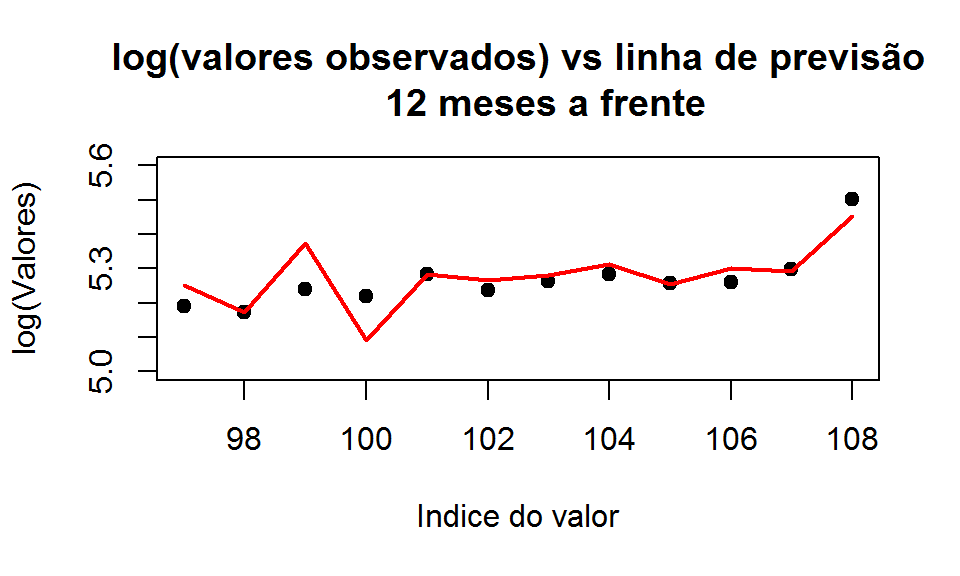 log(valores observados) vs linha de previsão
12 meses a frente
log(Valores)
5.6
5.3
5.0
98 100 102 104 106 108
Indice do valor